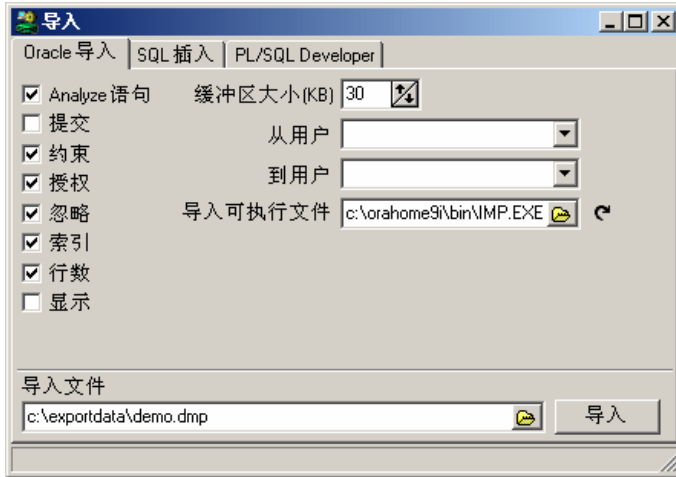 导入
Oracle 导入 SQL 插入 PL/SQL Developer
Analyze 语句 缓冲区大小(KB) 30
提交
从用户
约束
到用户
授权
忽略 导入可执行文件 c:\orahome9i\bin\IMP.EXE
索引
行数
显示
导入文件
c:\exportdata\demo.dmp 导入